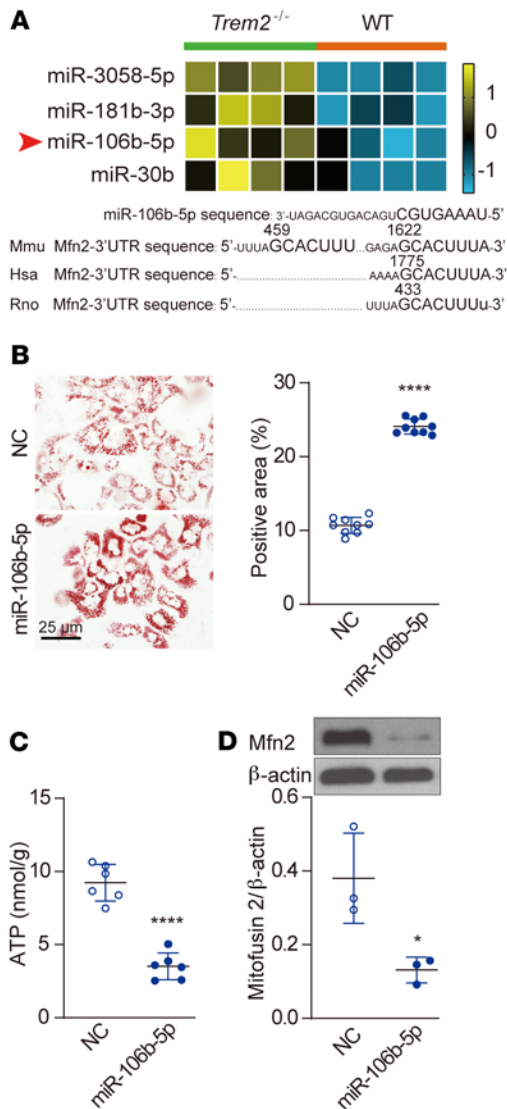 A
Trem2-/- WT
miR-3058-5p
miR-181b-3p
miR-106b-5p
miR-30b
1
0
-1
miR-106b-5p sequence: 3'-UAGACGUGACAGUCGUGAAAU-5'
459 1622
Mmu Mfn2-3'UTR sequence: 5'-UUUAGCACUUU...GAGAGCACUUUA-3'
1775
Hsa Mfn2-3'UTR sequence: 5'-................................AAAAGCACUUUA-3'
433
Rno Mfn2-3'UTR sequence: 5'-................................UUUAGCACUUUu-3'
B
NC
miR-106b-5p
25 µm
Positive area (%)
30
20
10
0
****
NC
miR-106b-5p
C
ATP (nmol/g)
15
10
5
0
****
NC
miR-106b-5p
D
Mfn2
β-actin
Mitofusin 2/β-actin
0.6
0.4
0.2
0.0
*
NC
miR-106b-5p